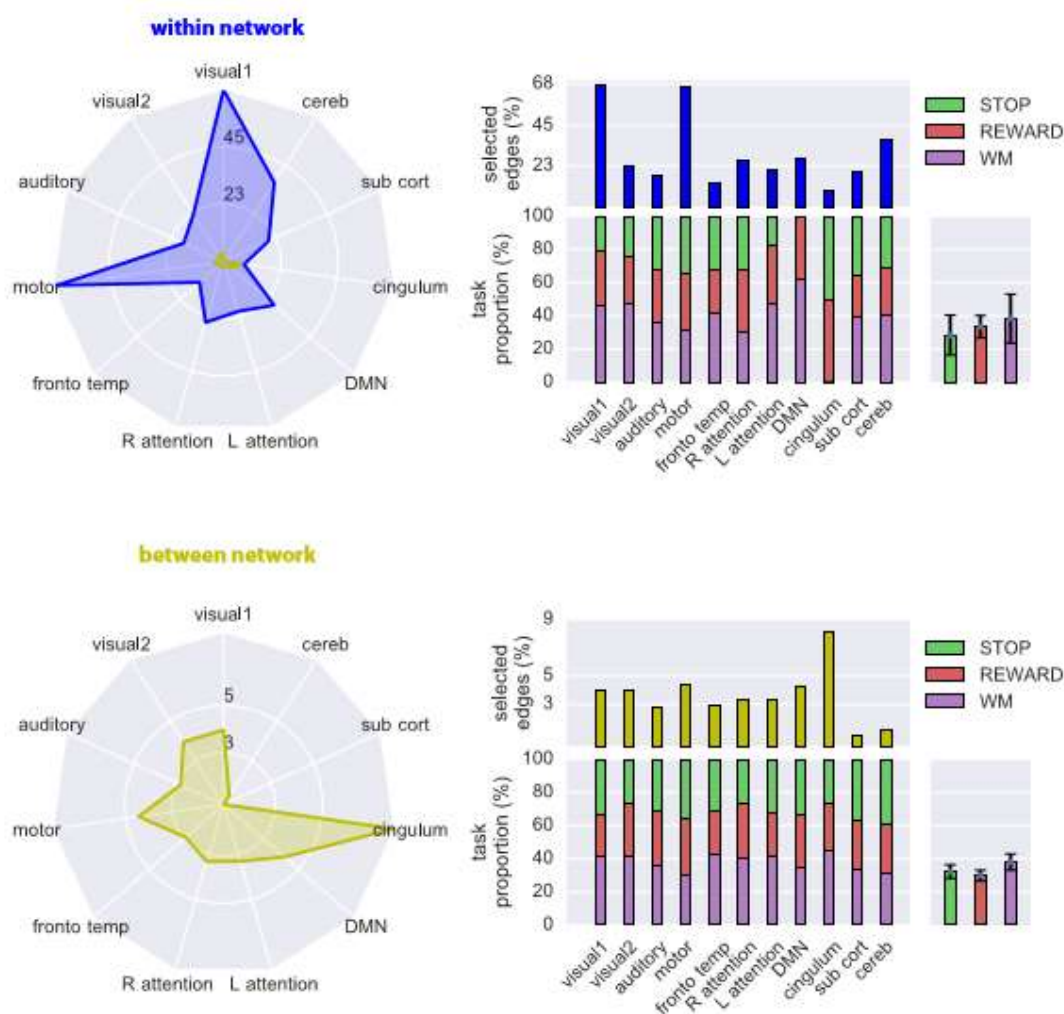 within network
visual1
visual2
cereb
45
auditory
sub cort
23
motor
cingulum
fronto temp
DMN
R attention
L attention
selected
edges (%)
68
45
23
STOP
REWARD
WM
task
proportion (%)
100
80
60
40
20
0
visual1
visual2
auditory
motor
fronto temp
R attention
L attention
DMN
cingulum
sub cort
cereb
between network
visual1
visual2
cereb
5
auditory
sub cort
3
motor
cingulum
fronto temp
DMN
R attention
L attention
selected
edges (%)
9
5
3
STOP
REWARD
WM
task
proportion (%)
100
80
60
40
20
0
visual1
visual2
auditory
motor
fronto temp
R attention
L attention
DMN
cingulum
sub cort
cereb